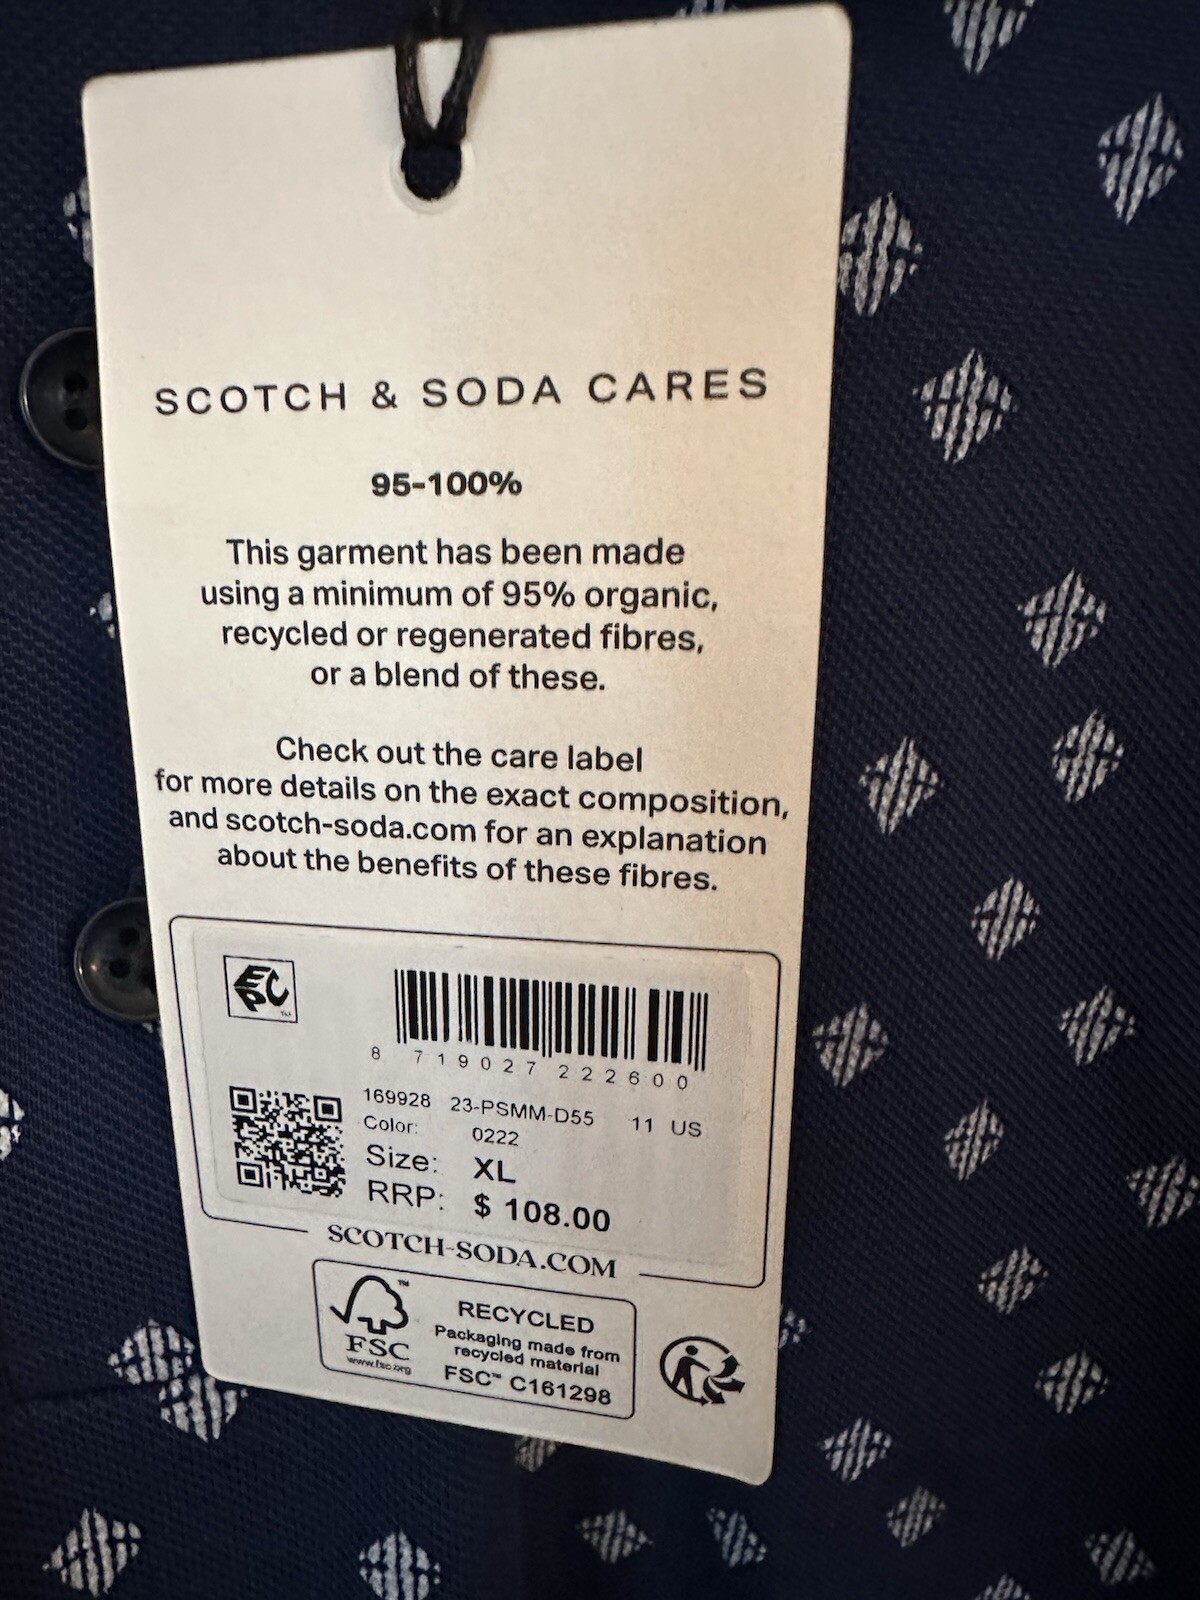 SCOTCH & SODA CARES
95-100%
This garment has been made
using a minimum of 95% organic,
recycled or regenerated fibres,
or a blend of these.
Check out the care label
for more details on the exact composition,
and scotch-soda.com for an explanation
about the benefits of these fibres.
EPC TM
8 719027 222600
169928 23-PSMM-D55 11 US
Color: 0222
Size: XL
RRP: $ 108.00
SCOTCH-SODA.COM
FSC™
www.fsc.org
RECYCLED
Packaging made from
recycled material
FSC™ C161298